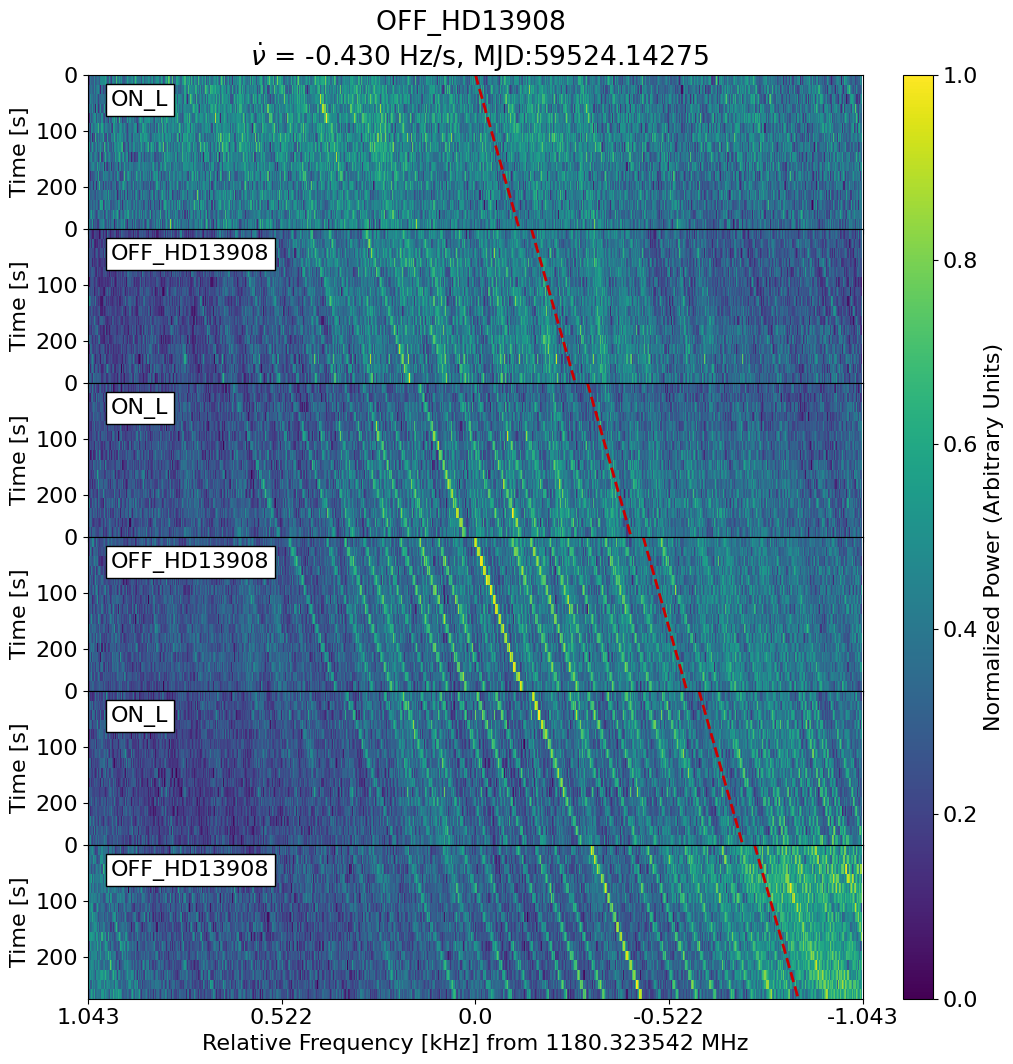 OFF_HD13908
ν̇ = -0.430 Hz/s, MJD:59524.14275
0
100
200
Time [s]
ON_L
0
100
200
Time [s]
OFF_HD13908
0
100
200
Time [s]
ON_L
0
100
200
Time [s]
OFF_HD13908
0
100
200
Time [s]
ON_L
0
100
200
Time [s]
OFF_HD13908
1.043 0.522 0.0 -0.522 -1.043
Relative Frequency [kHz] from 1180.323542 MHz
1.0
0.8
0.6
0.4
0.2
0.0
Normalized Power (Arbitrary Units)